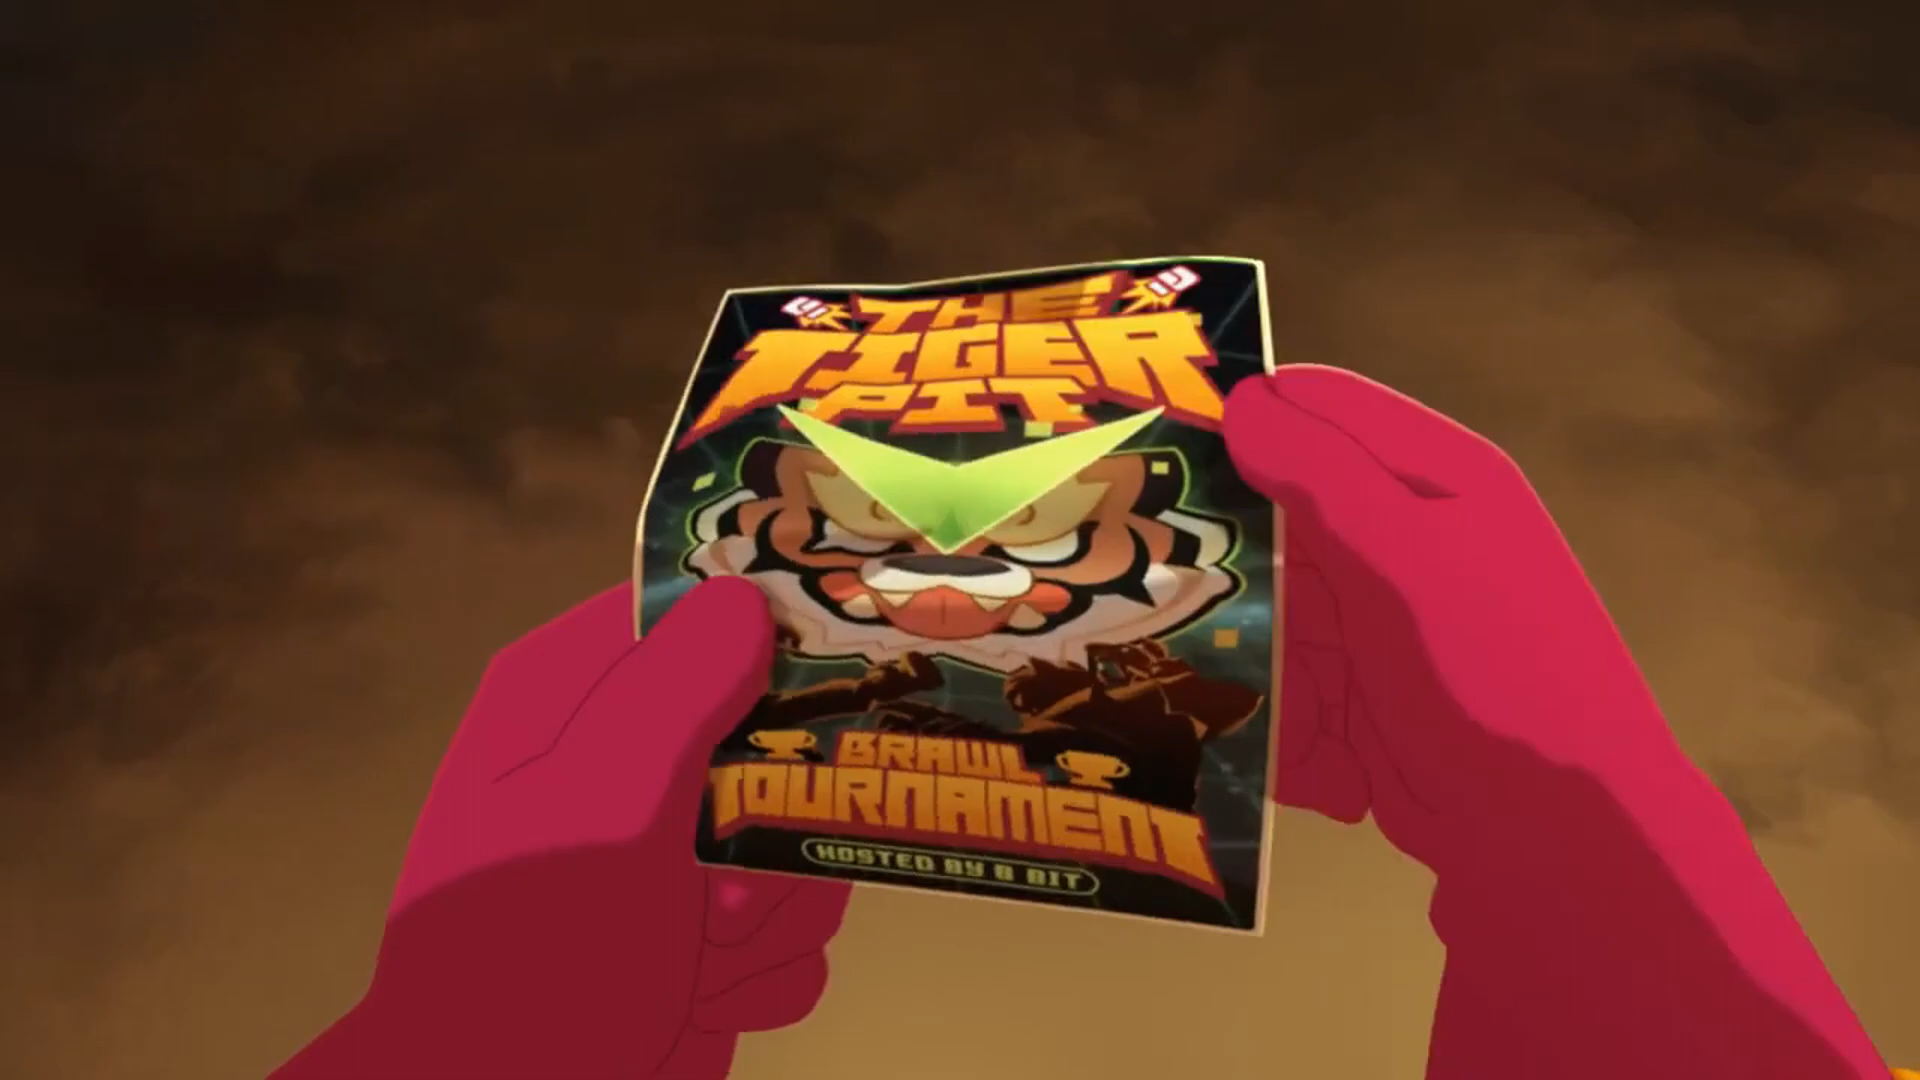 THE
TIGER
PIT
BRAWL
TOURNAMENT
HOSTED BY 8 BIT